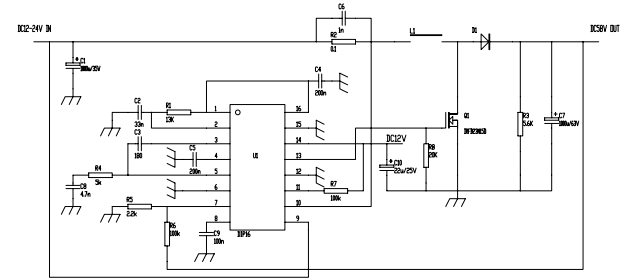 DC12-24V IN
C6
1n
R2
0.1
L1
D1
DC58V OUT
C1
C4
200n
C2
33n
R1
13K
1
16
2
15
C3
180
3
14
DC12V
Q1
R3
5.6K
C7
100u/63V
C5
200n
4
U1
13
R8
20K
C10
22u/25V
R4
5k
5
12
C8
4.7n
6
11
R7
100k
R5
2.2k
7
10
R6
100k
8
9
C9
100n
DIP16